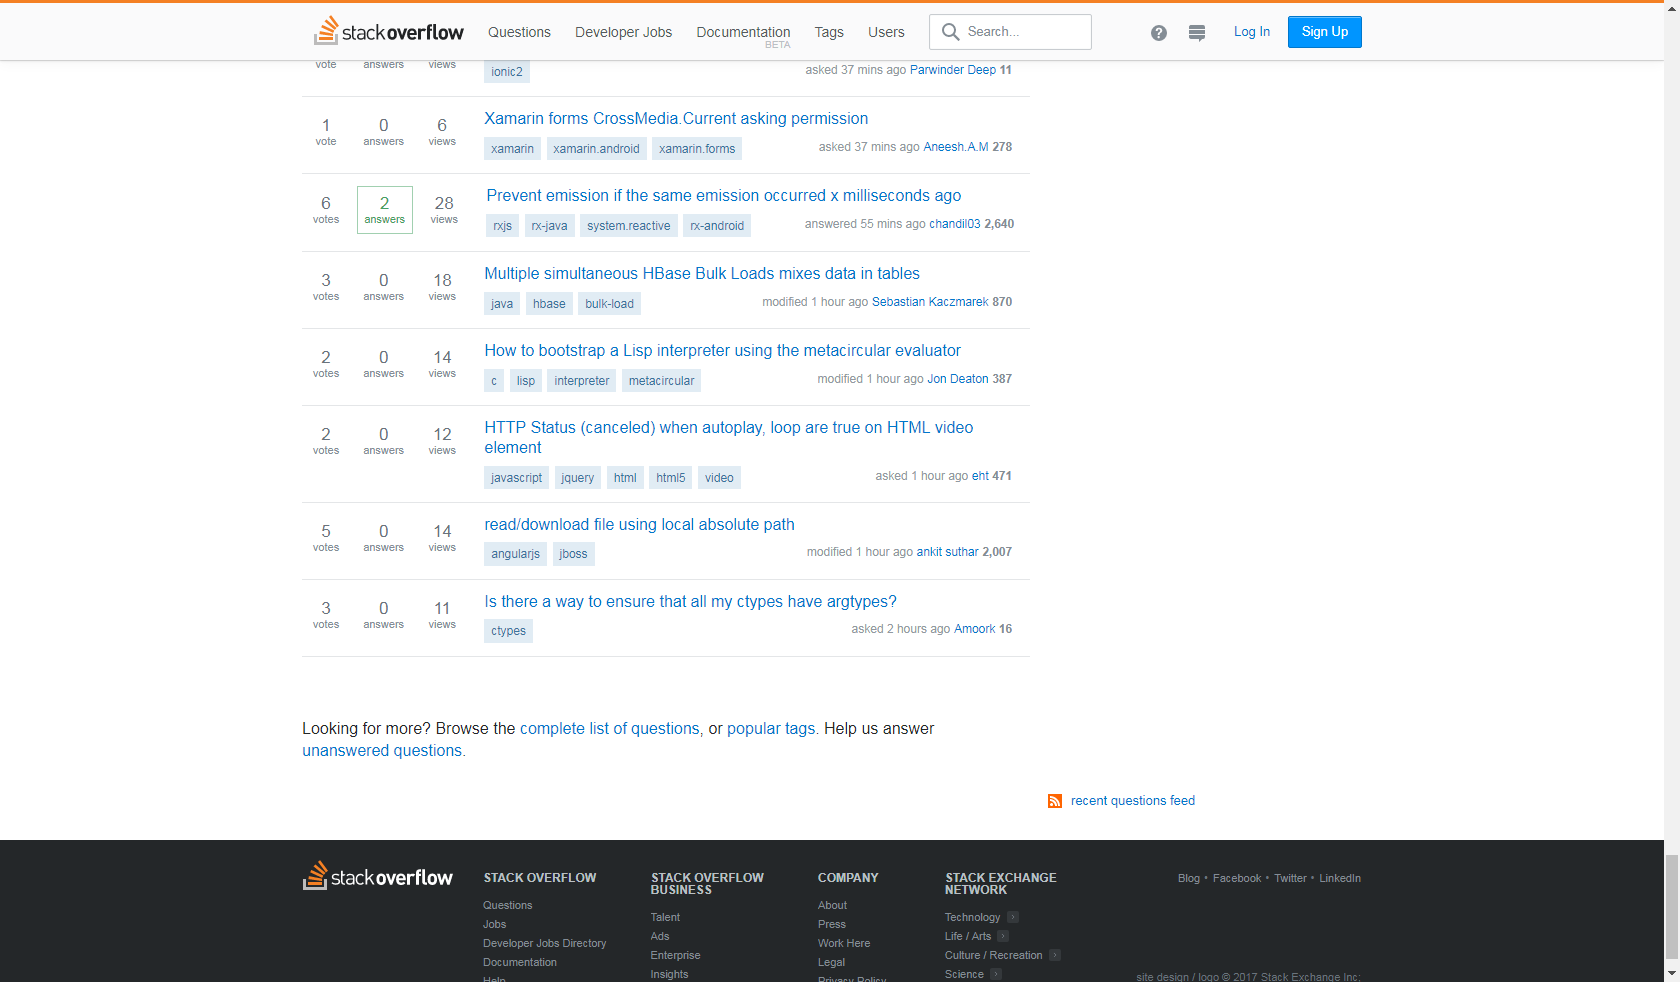 stackoverflow Questions Developer Jobs Documentation BETA Tags Users Search... ? Log In Sign Up
vote answers views
ionic2
asked 37 mins ago Parwinder Deep 11
1 vote 0 answers 6 views
Xamarin forms CrossMedia.Current asking permission
xamarin xamarin.android xamarin.forms
asked 37 mins ago Aneesh.A.M 278
6 votes 2 answers 28 views
Prevent emission if the same emission occurred x milliseconds ago
rxjs rx-java system.reactive rx-android
answered 55 mins ago chandil03 2,640
3 votes 0 answers 18 views
Multiple simultaneous HBase Bulk Loads mixes data in tables
java hbase bulk-load
modified 1 hour ago Sebastian Kaczmarek 870
2 votes 0 answers 14 views
How to bootstrap a Lisp interpreter using the metacircular evaluator
c lisp interpreter metacircular
modified 1 hour ago Jon Deaton 387
2 votes 0 answers 12 views
HTTP Status (canceled) when autoplay, loop are true on HTML video
element
javascript jquery html html5 video
asked 1 hour ago eht 471
5 votes 0 answers 14 views
read/download file using local absolute path
angularjs jboss
modified 1 hour ago ankit suthar 2,007
3 votes 0 answers 11 views
Is there a way to ensure that all my ctypes have argtypes?
ctypes
asked 2 hours ago Amoork 16
Looking for more? Browse the complete list of questions, or popular tags. Help us answer
unanswered questions.
recent questions feed
stackoverflow
STACK OVERFLOW
Questions
Jobs
Developer Jobs Directory
Documentation
Help
STACK OVERFLOW
BUSINESS
Talent
Ads
Enterprise
Insights
COMPANY
About
Press
Work Here
Legal
Privacy Policy
STACK EXCHANGE
NETWORK
Technology
Life / Arts
Culture / Recreation
Science
Blog • Facebook • Twitter • LinkedIn
site design / logo © 2017 Stack Exchange Inc;